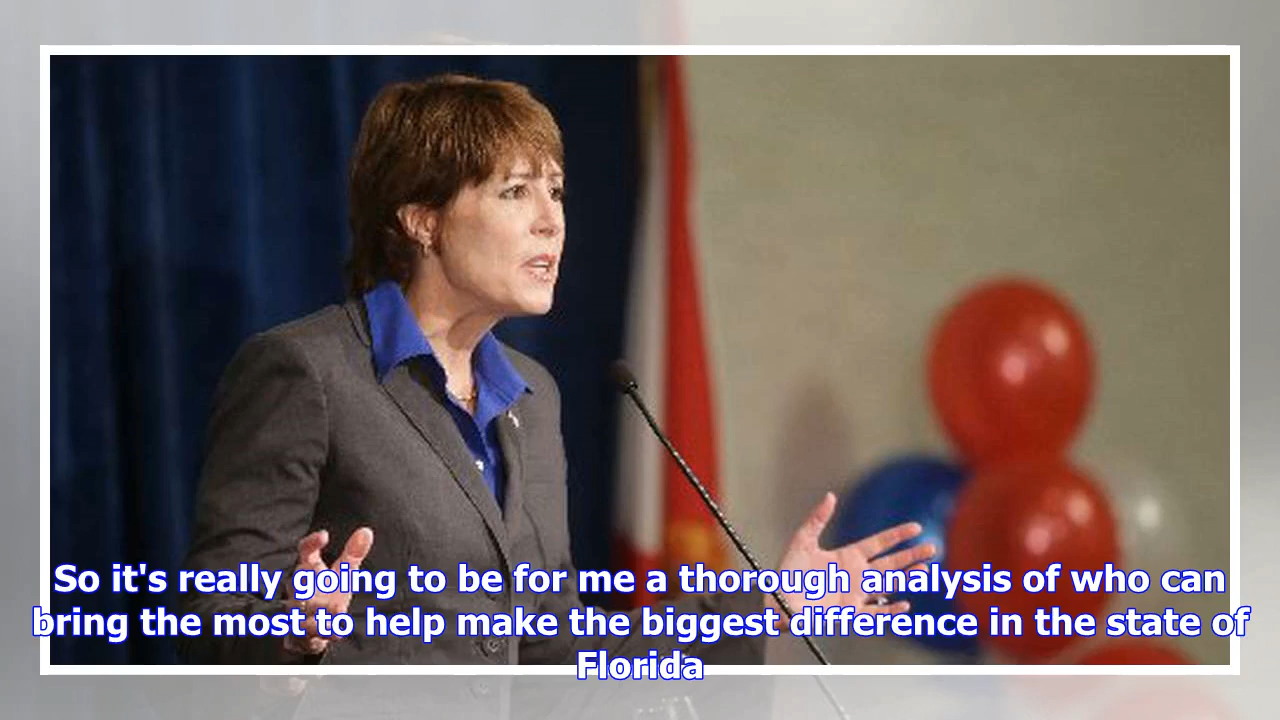 So it's really going to be for me a thorough analysis of who can
bring the most to help make the biggest difference in the state of
Florida